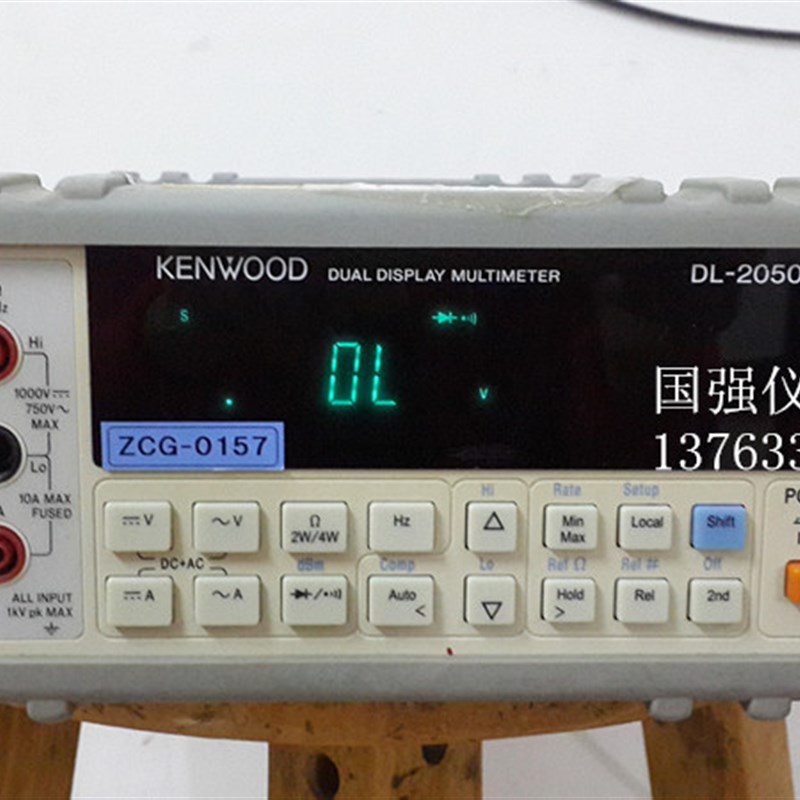 KENWOOD DUAL DISPLAY MULTIMETER DL-2050
S
OL
V
国强仪
13763
ZCG-0157
Hz
Hi
1000V⎓
750V~
MAX
Lo
10A MAX
FUSED
A
ALL INPUT
1kV pk MAX
Hi Rate Setup
⎓V ~V Ω 2W/4W Hz △ Min Max Local Shift
DC+AC dBm Comp Lo Ref Ω Rel # Off
⎓A ~A Auto < ▽ Hold > Rel 2nd